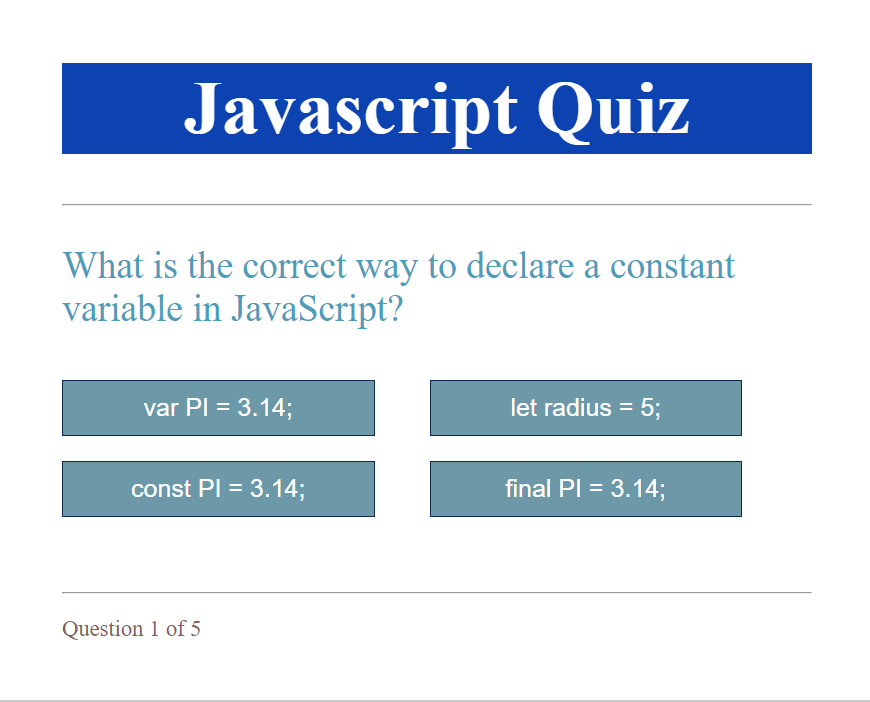 Javascript Quiz
What is the correct way to declare a constant
variable in JavaScript?
var PI = 3.14;
let radius = 5;
const PI = 3.14;
final PI = 3.14;
Question 1 of 5